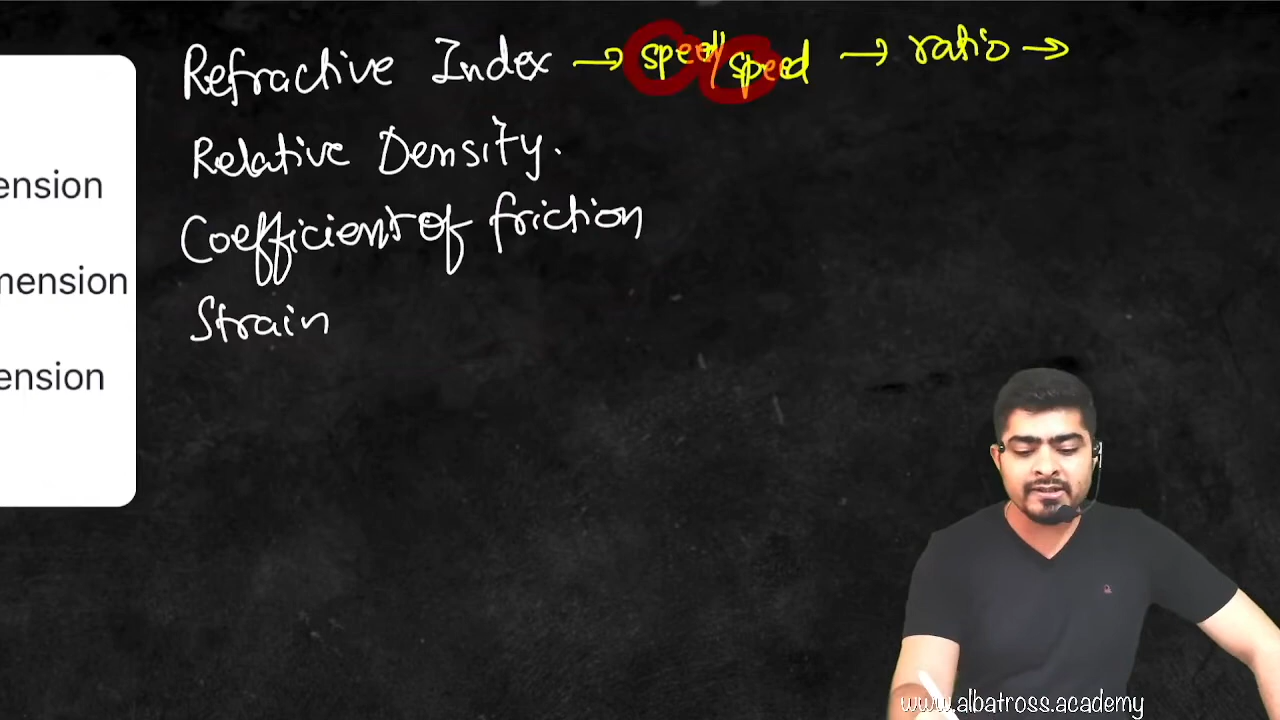 Refractive Index → speed/speed → ratio →
Relative Density.
Coefficient of friction
Strain
ension
mension
ension
www.albatross.academy